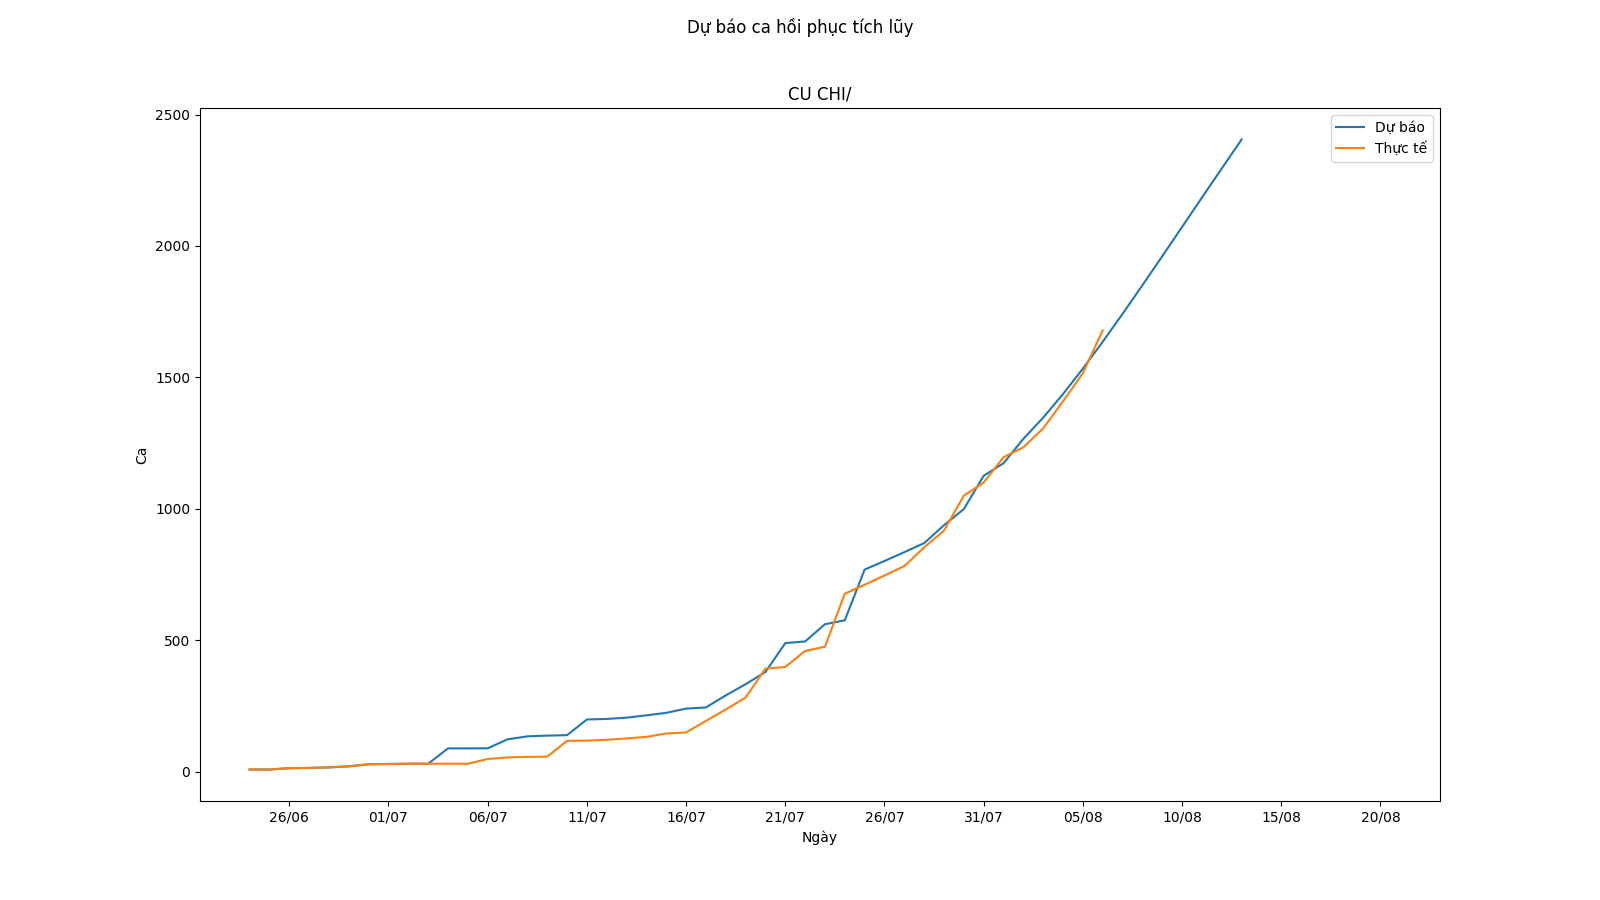 Dự báo ca hồi phục tích lũy
CU CHI/
2500
2000
1500
1000
500
0
Ca
Dự báo
Thực tế
26/06 01/07 06/07 11/07 16/07 21/07 26/07 31/07 05/08 10/08 15/08 20/08
Ngày